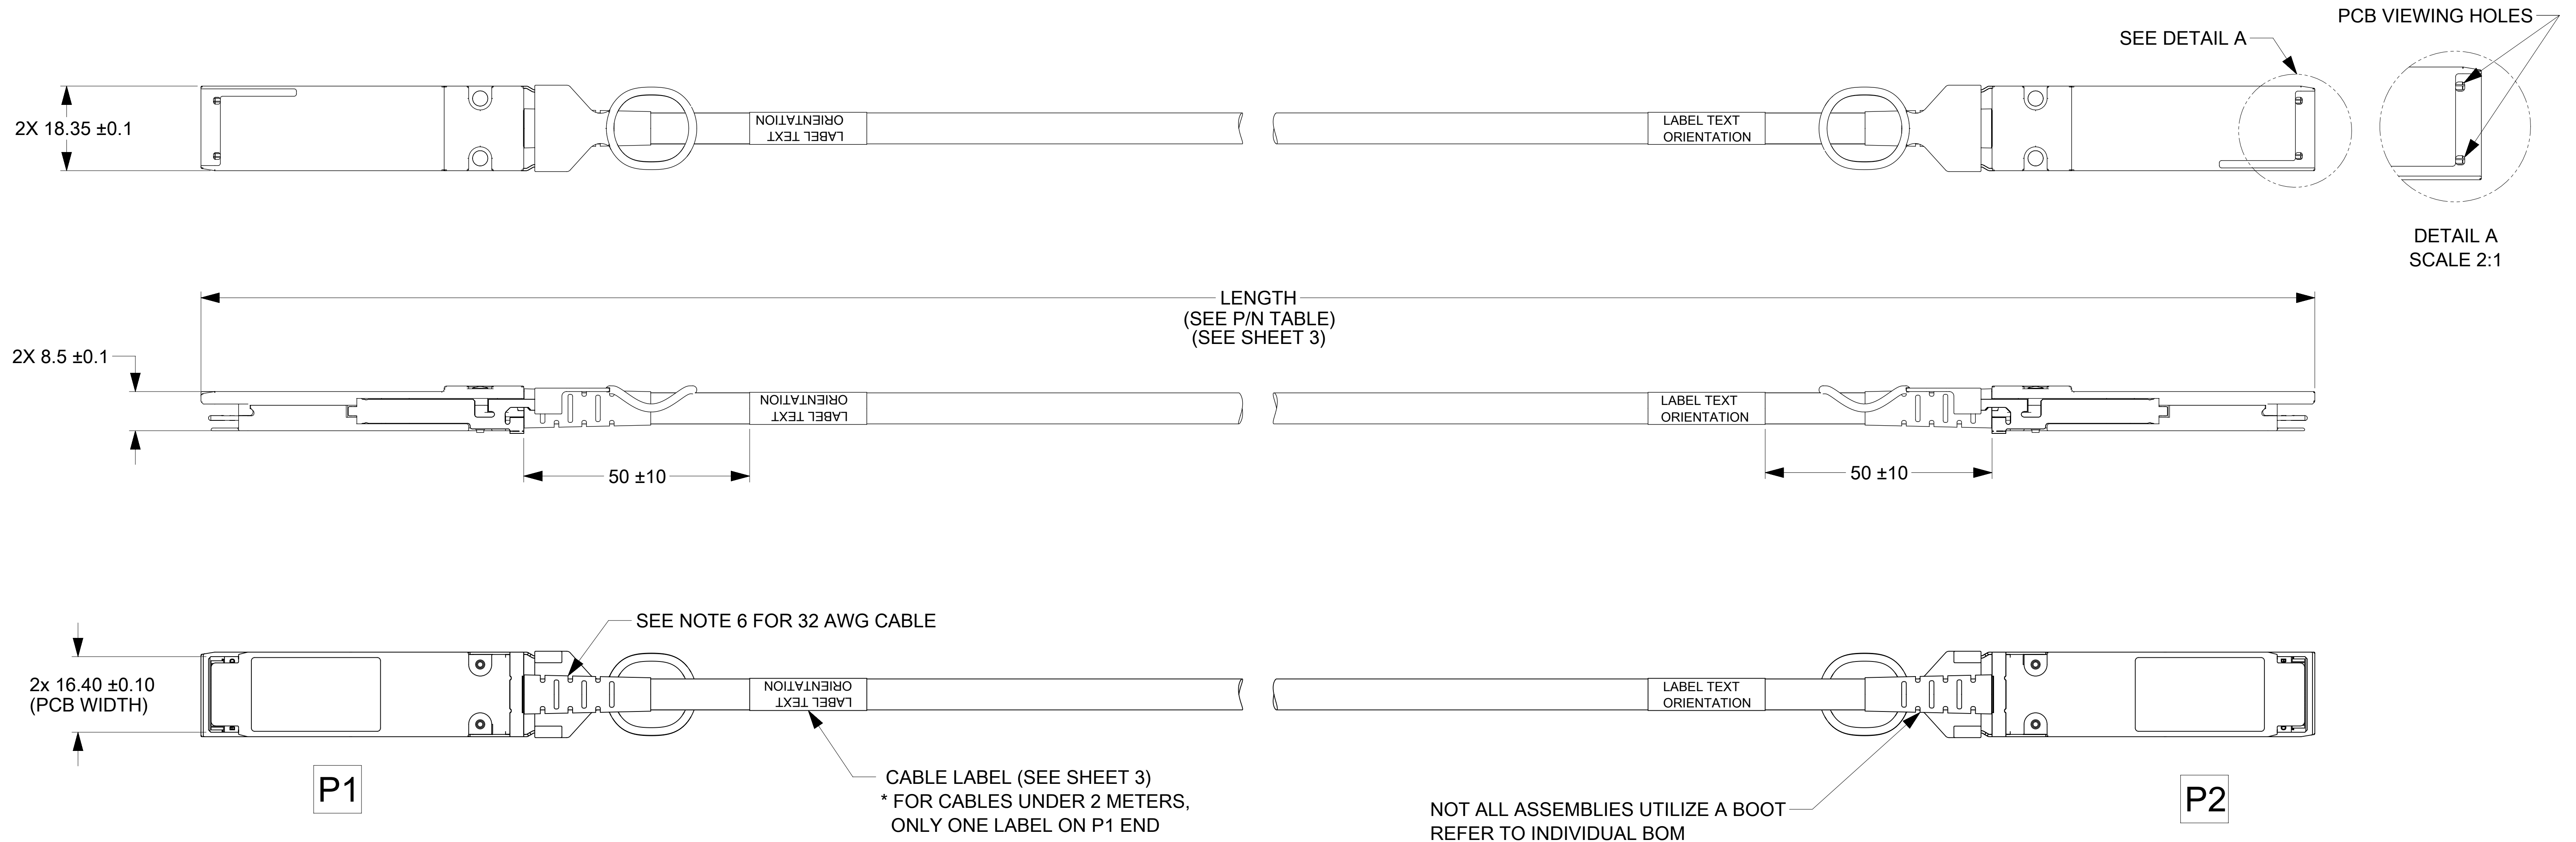 PCB VIEWING HOLES
SEE DETAIL A
2X 18.35 ±0.1
LABEL TEXT
ORIENTATION
LABEL TEXT
ORIENTATION
DETAIL A
SCALE 2:1
LENGTH
(SEE P/N TABLE)
(SEE SHEET 3)
2X 8.5 ±0.1
LABEL TEXT
ORIENTATION
LABEL TEXT
ORIENTATION
50 ±10
50 ±10
SEE NOTE 6 FOR 32 AWG CABLE
2x 16.40 ±0.10
(PCB WIDTH)
LABEL TEXT
ORIENTATION
LABEL TEXT
ORIENTATION
P1
CABLE LABEL (SEE SHEET 3)
* FOR CABLES UNDER 2 METERS,
ONLY ONE LABEL ON P1 END
NOT ALL ASSEMBLIES UTILIZE A BOOT
REFER TO INDIVIDUAL BOM
P2